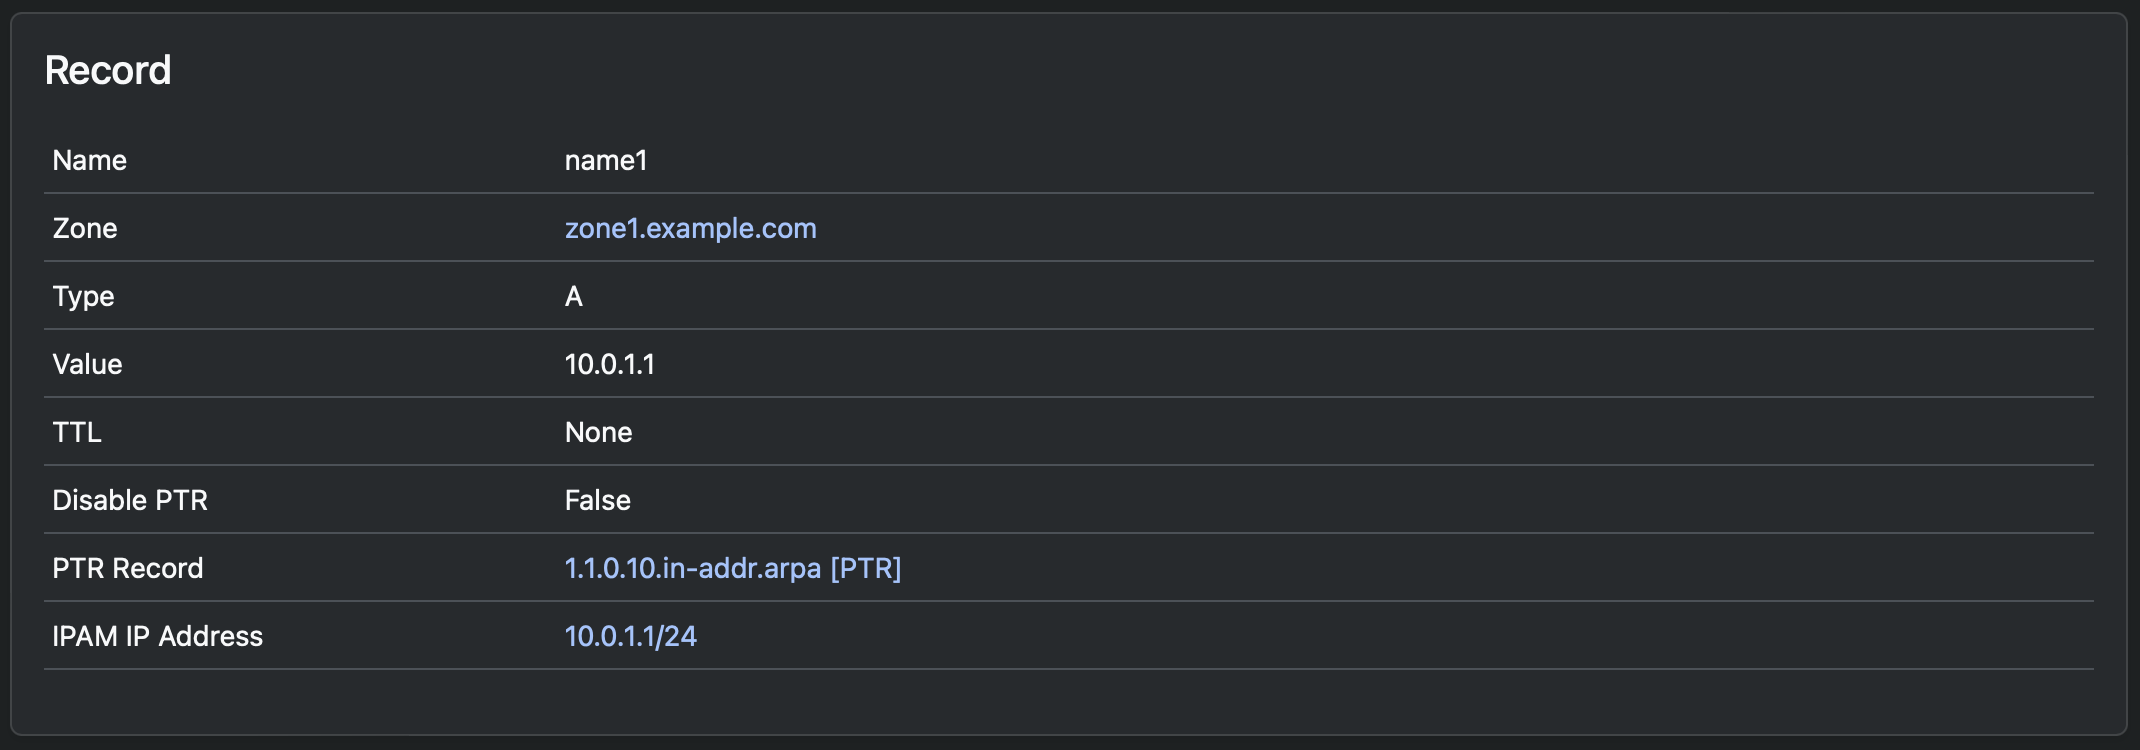 Record
Name name1
Zone zone1.example.com
Type A
Value 10.0.1.1
TTL None
Disable PTR False
PTR Record 1.1.0.10.in-addr.arpa [PTR]
IPAM IP Address 10.0.1.1/24